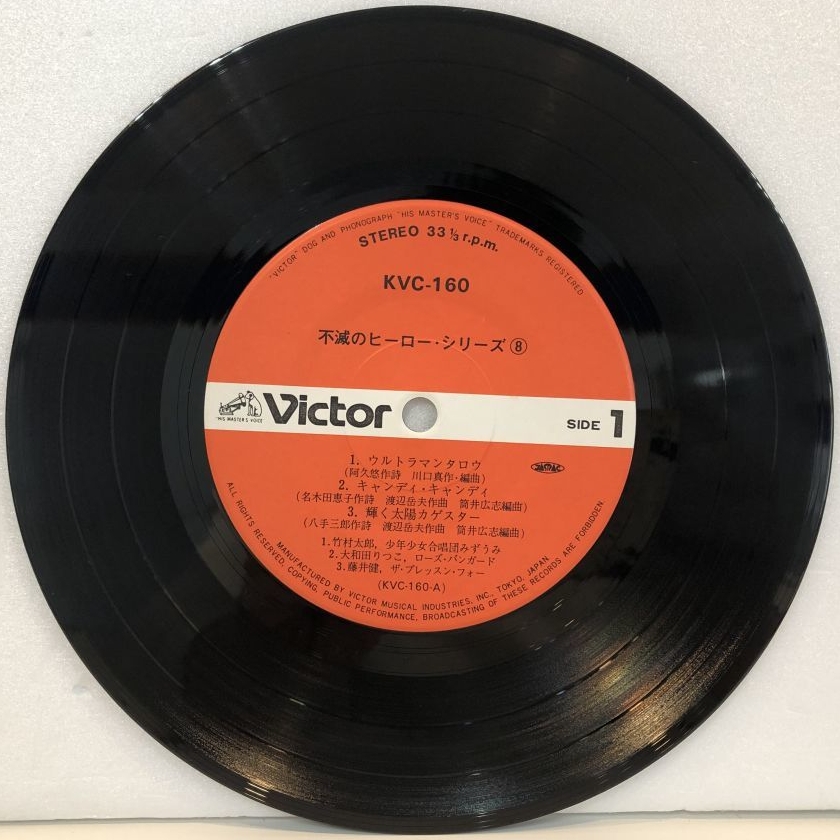 "VICTOR" DOG AND PHONOGRAPH "HIS MASTER'S VOICE" TRADEMARKS REGISTERED
STEREO 33 1/3 r.p.m.
KVC-160
不滅のヒーロー・シリーズ⑧
"HIS MASTER'S VOICE"
Victor
SIDE 1
1. ウルトラマンタロウ
(阿久悠作詩 川口真作・編曲)
2. キャンディ・キャンディ
(名木田恵子作詩 渡辺岳夫作曲 筒井広志編曲)
3. 輝く太陽カゲスター
(八手三郎作詩 渡辺岳夫作曲 筒井広志編曲)
1. 竹村太郎, 少年少女合唱団みずうみ
2. 大和田りつこ, ローズ・バンガード
3. 藤井健, ザ・ブレッスン・フォー
(KVC-160-A)
MANUFACTURED BY VICTOR MUSICAL INDUSTRIES, INC., TOKYO, JAPAN
ALL RIGHTS RESERVED, COPYING, PUBLIC PERFORMANCE, BROADCASTING OF THESE RECORDS ARE FORBIDDEN.